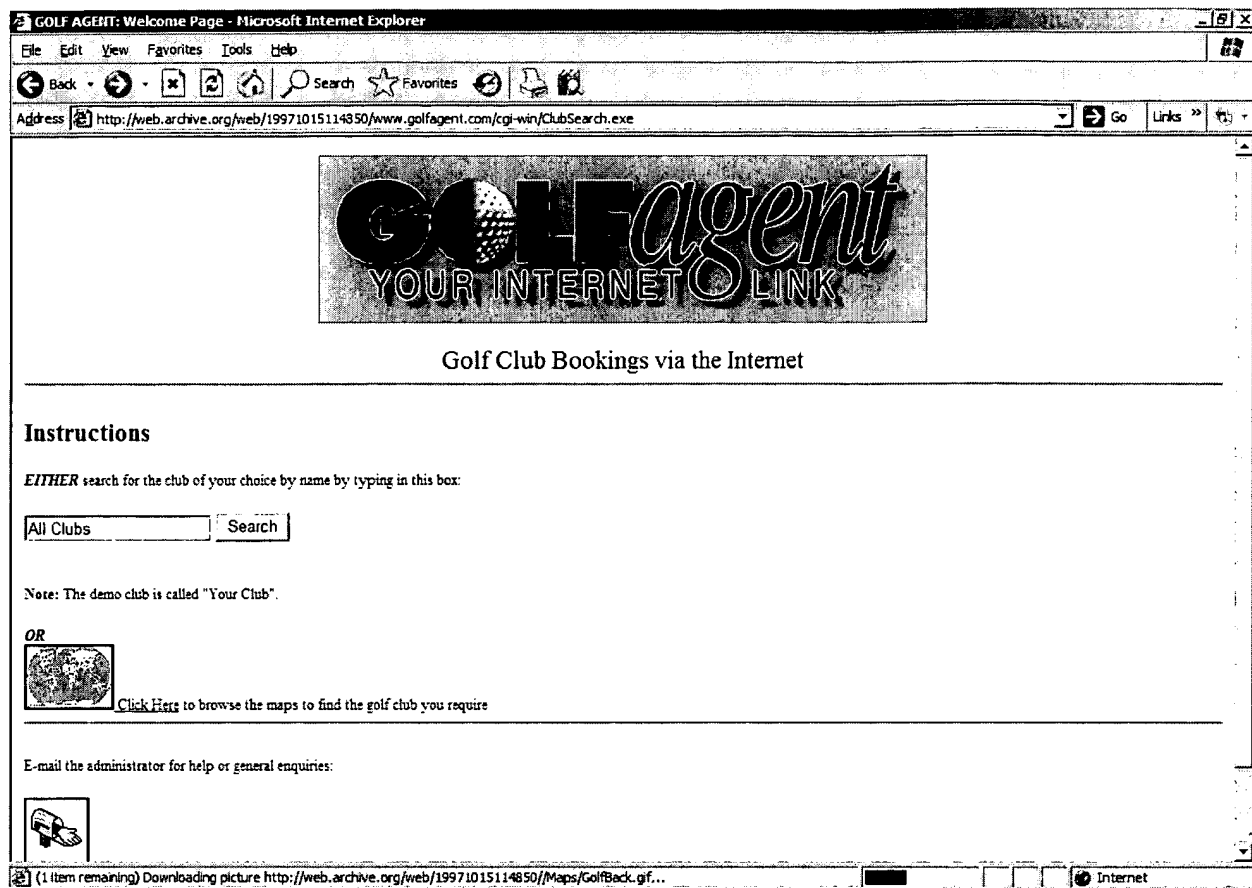 GOLF AGENT: Welcome Page - Microsoft Internet Explorer
File Edit View Favorites Tools Help
Back Search Favorites
Address http://web.archive.org/web/19971015114850/www.golfagent.com/cgi-win/ClubSearch.exe Go Links »
GOLF agent
YOUR INTERNET LINK
Golf Club Bookings via the Internet
Instructions
EITHER search for the club of your choice by name by typing in this box:
All Clubs Search
Note: The demo club is called "Your Club".
OR
Click Here to browse the maps to find the golf club you require
E-mail the administrator for help or general enquiries:
(1 item remaining) Downloading picture http://web.archive.org/web/19971015114850//Maps/GolfBack.gif... Internet